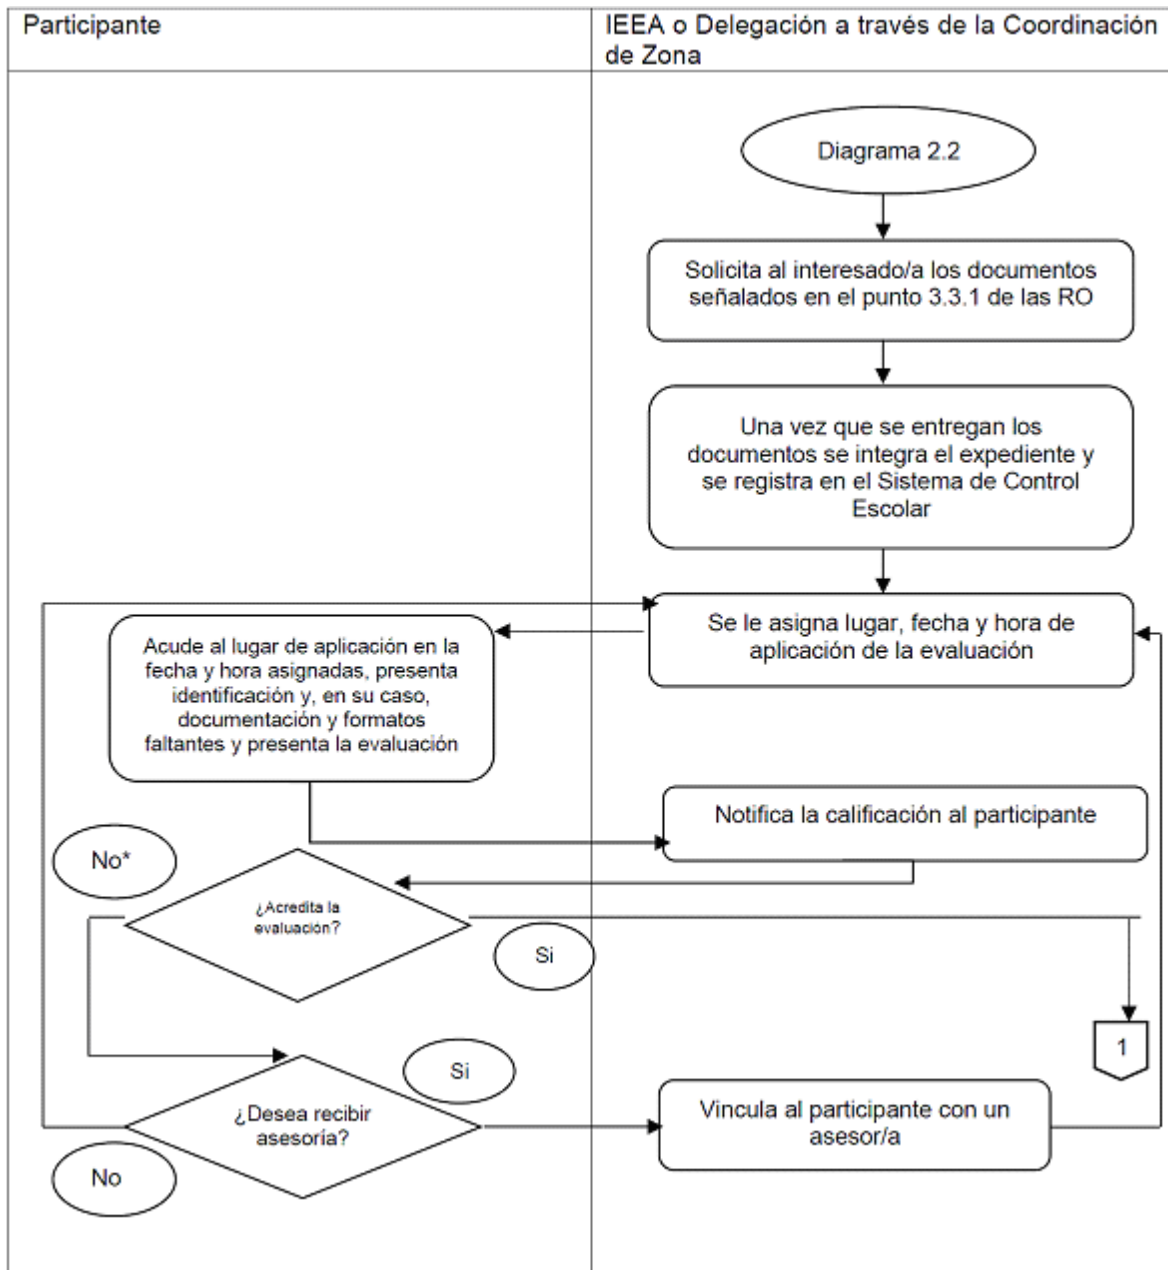 Participante
IEEA o Delegación a través de la Coordinación
de Zona
Diagrama 2.2
Solicita al interesado/a los documentos
señalados en el punto 3.3.1 de las RO
Una vez que se entregan los
documentos se integra el expediente y
se registra en el Sistema de Control
Escolar
Se le asigna lugar, fecha y hora de
aplicación de la evaluación
Acude al lugar de aplicación en la
fecha y hora asignadas, presenta
identificación y, en su caso,
documentación y formatos
faltantes y presenta la evaluación
Notifica la calificación al participante
No*
¿Acredita la
evaluación?
Si
1
Si
¿Desea recibir
asesoría?
Vincula al participante con un
asesor/a
No